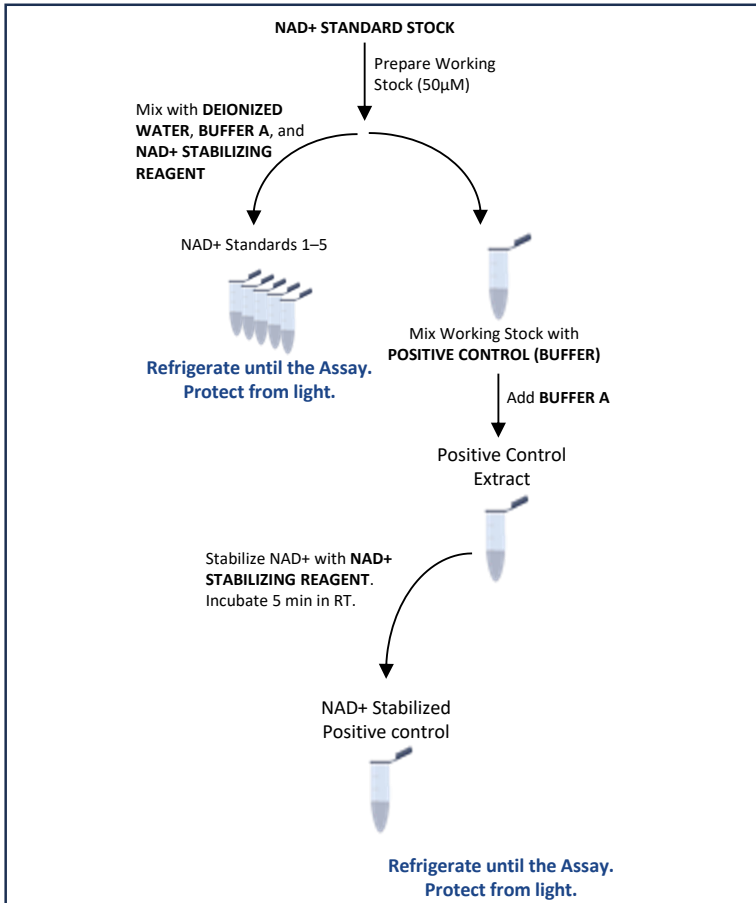 NAD+ STANDARD STOCK
Prepare Working
Stock (50µM)
Mix with DEIONIZED
WATER, BUFFER A, and
NAD+ STABILIZING
REAGENT
NAD+ Standards 1–5
Refrigerate until the Assay.
Protect from light.
Mix Working Stock with
POSITIVE CONTROL (BUFFER)
Add BUFFER A
Positive Control
Extract
Stabilize NAD+ with NAD+
STABILIZING REAGENT.
Incubate 5 min in RT.
NAD+ Stabilized
Positive control
Refrigerate until the Assay.
Protect from light.